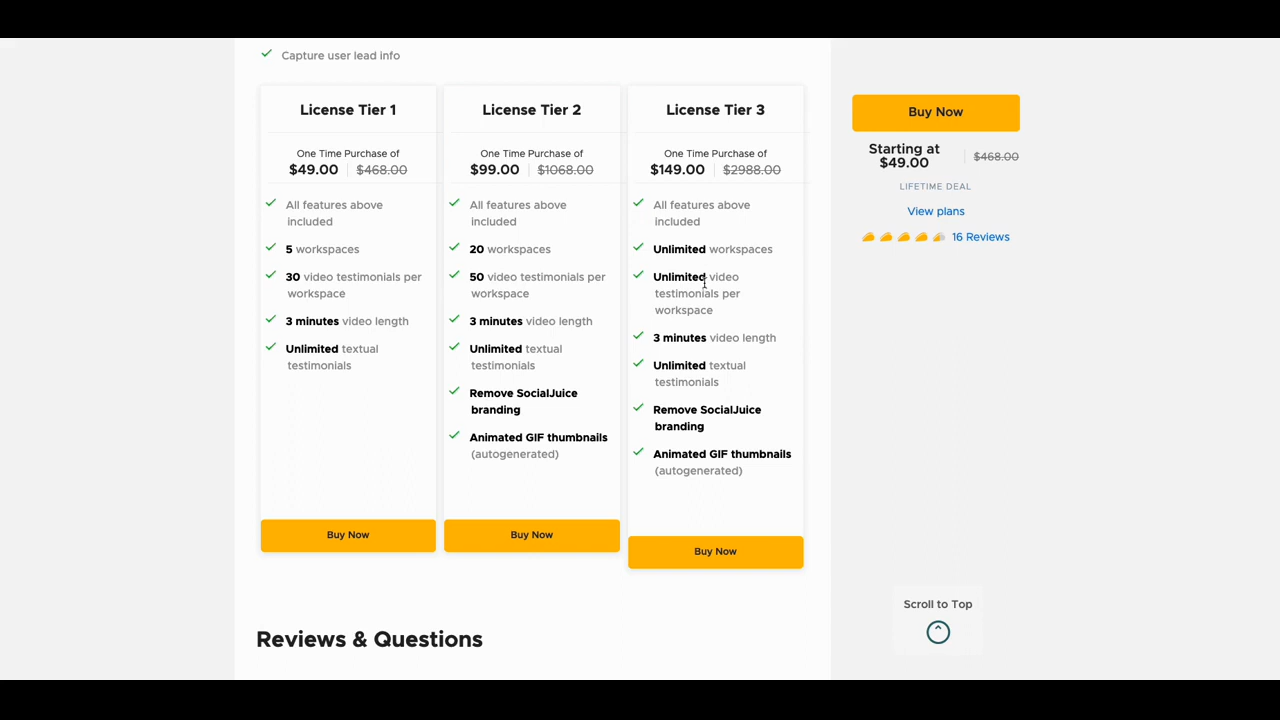 Capture user lead info
License Tier 1
One Time Purchase of
$49.00 $468.00
All features above
included
5 workspaces
30 video testimonials per
workspace
3 minutes video length
Unlimited textual
testimonials
Buy Now
License Tier 2
One Time Purchase of
$99.00 $1068.00
All features above
included
20 workspaces
50 video testimonials per
workspace
3 minutes video length
Unlimited textual
testimonials
Remove SocialJuice
branding
Animated GIF thumbnails
(autogenerated)
Buy Now
License Tier 3
One Time Purchase of
$149.00 $2988.00
All features above
included
Unlimited workspaces
Unlimited video
testimonials per
workspace
3 minutes video length
Unlimited textual
testimonials
Remove SocialJuice
branding
Animated GIF thumbnails
(autogenerated)
Buy Now
Reviews & Questions
Buy Now
Starting at
$49.00 $468.00
LIFETIME DEAL
View plans
16 Reviews
Scroll to Top